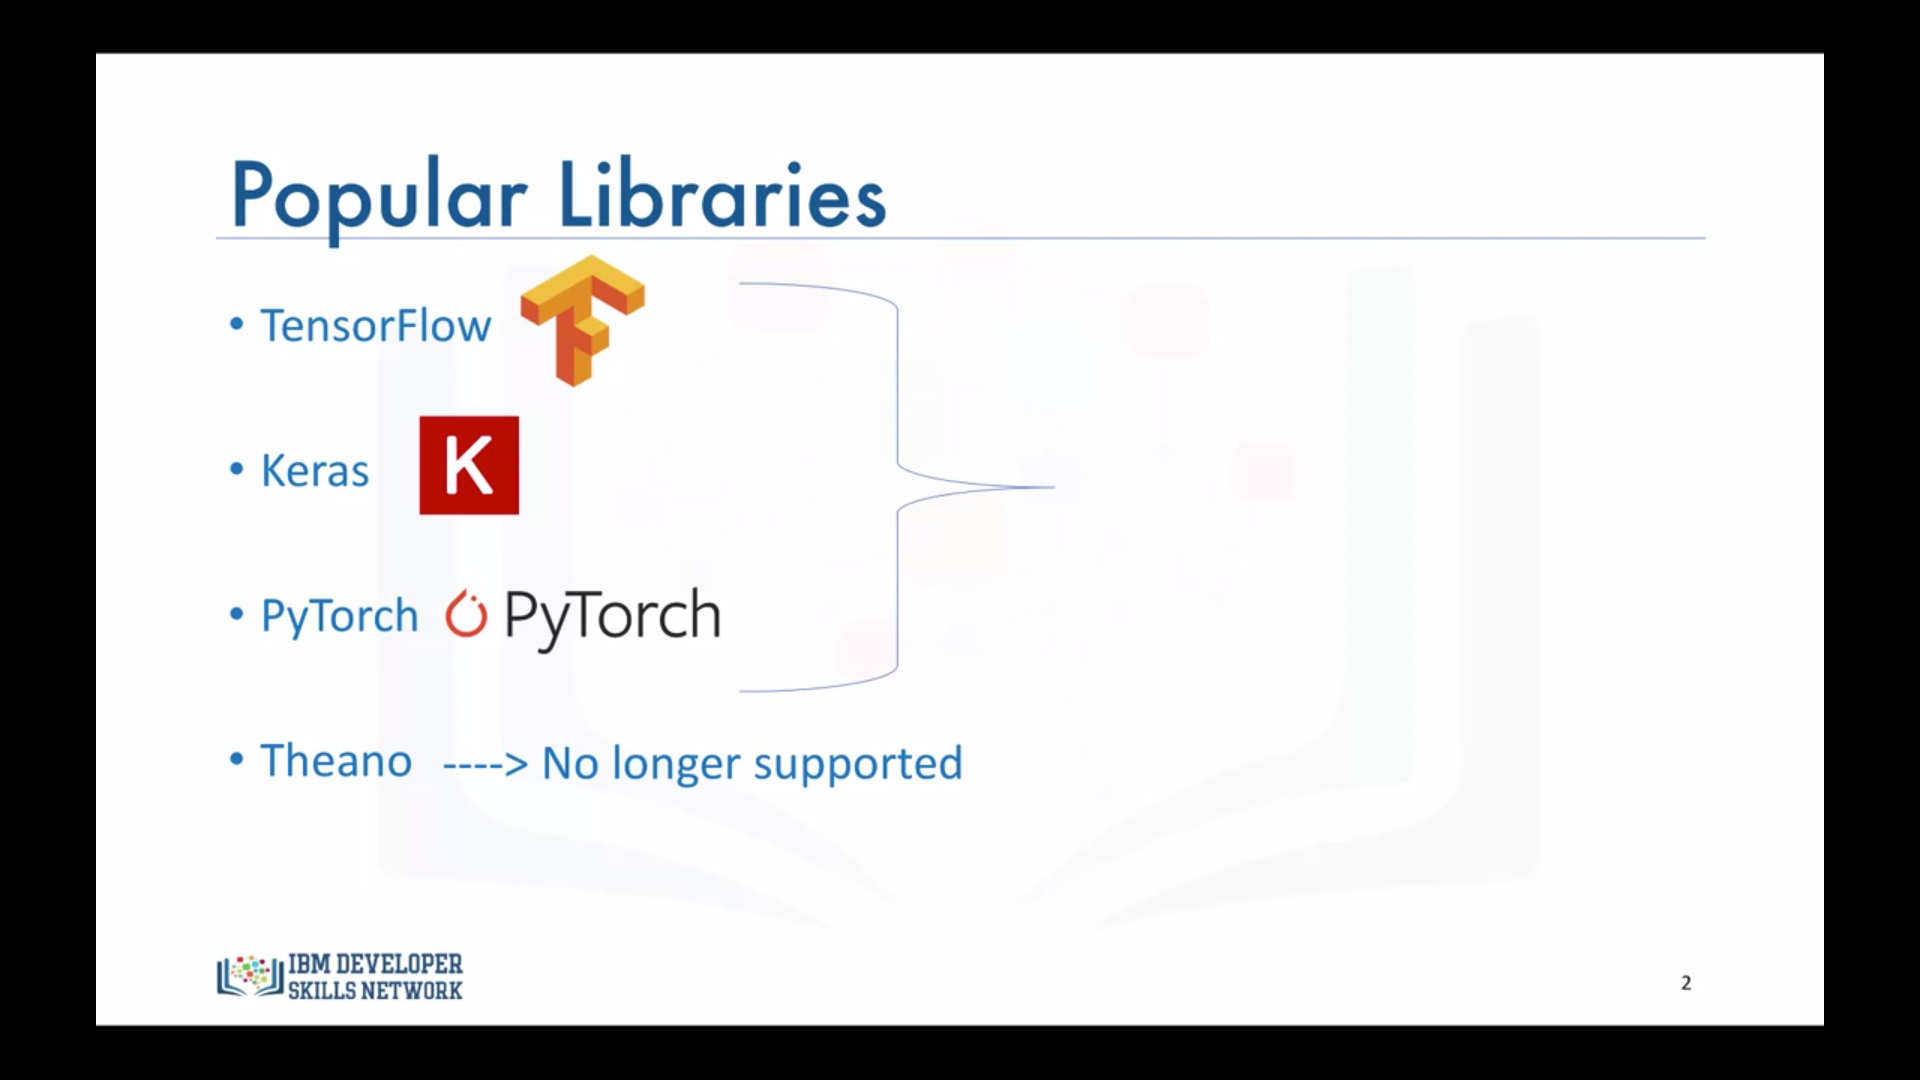 Popular Libraries
• TensorFlow
• Keras K
• PyTorch PyTorch
• Theano ----> No longer supported
IBM DEVELOPER
SKILLS NETWORK
2